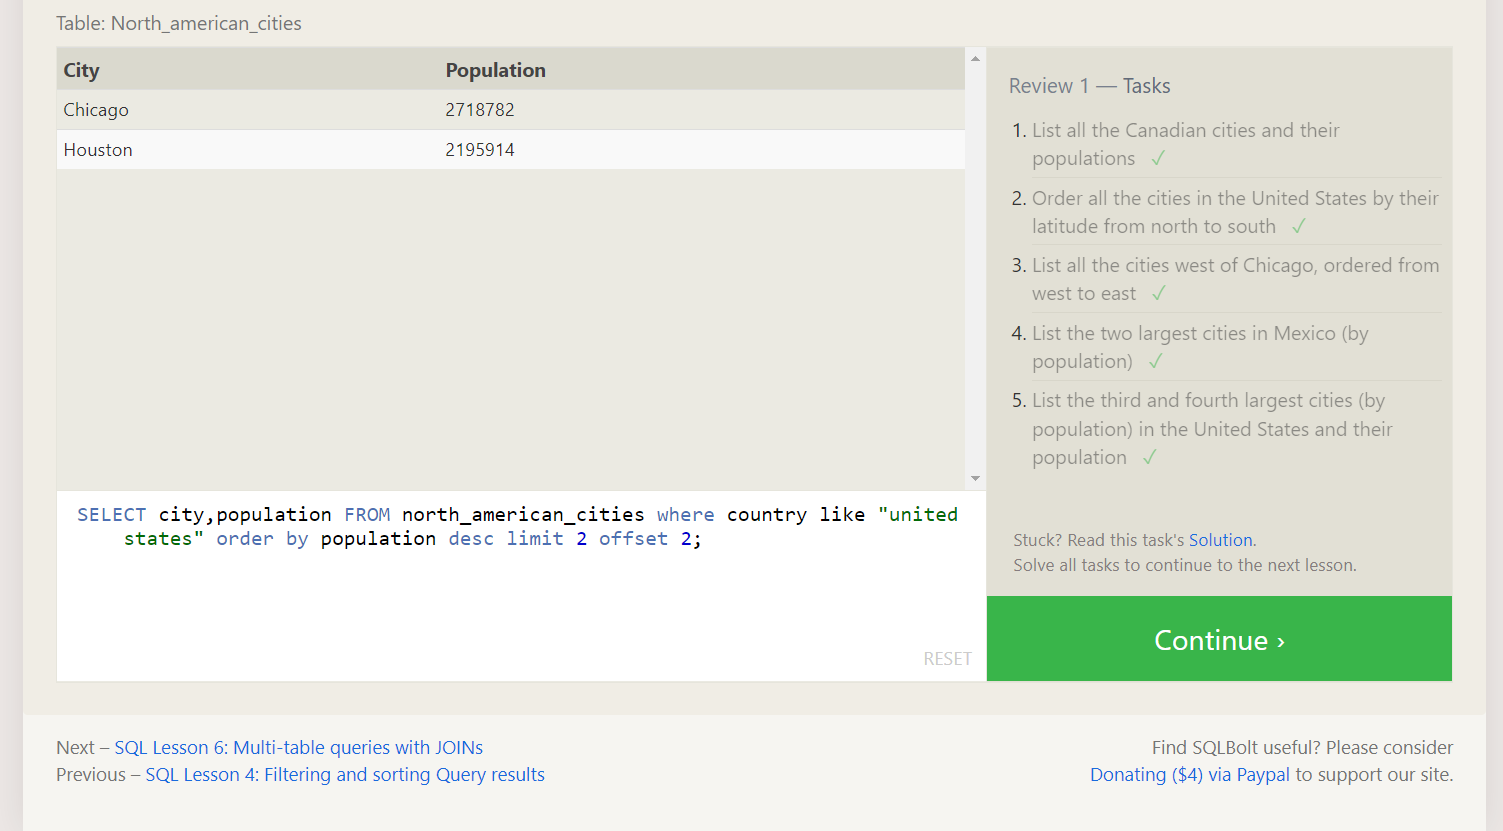 Table: North_american_cities
City Population
Chicago 2718782
Houston 2195914
SELECT city,population FROM north_american_cities where country like "united
states" order by population desc limit 2 offset 2;
RESET
Review 1 — Tasks
1. List all the Canadian cities and their
populations ✓
2. Order all the cities in the United States by their
latitude from north to south ✓
3. List all the cities west of Chicago, ordered from
west to east ✓
4. List the two largest cities in Mexico (by
population) ✓
5. List the third and fourth largest cities (by
population) in the United States and their
population ✓
Stuck? Read this task's Solution.
Solve all tasks to continue to the next lesson.
Continue ›
Next – SQL Lesson 6: Multi-table queries with JOINs
Previous – SQL Lesson 4: Filtering and sorting Query results
Find SQLBolt useful? Please consider
Donating ($4) via Paypal to support our site.